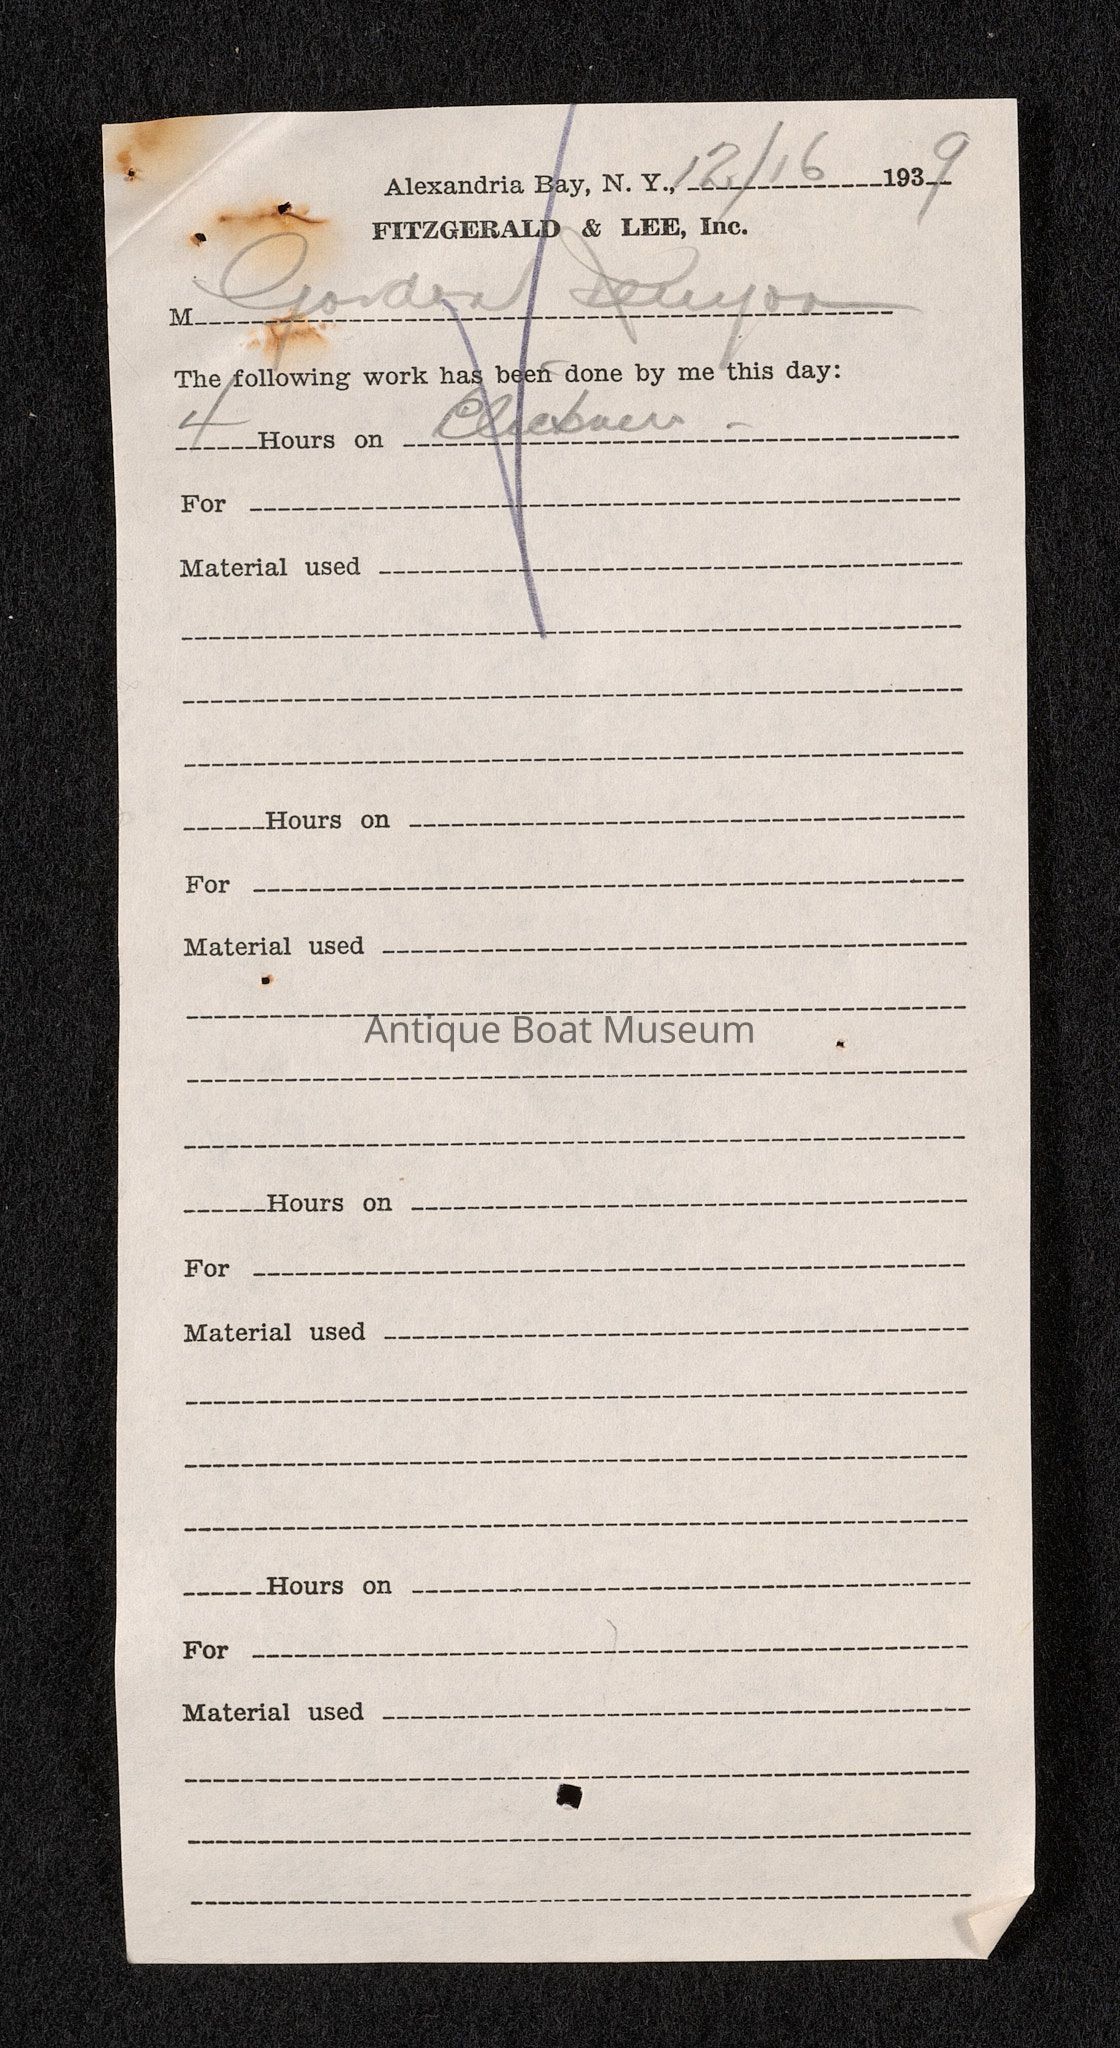 Alexandria Bay, N. Y., 12/16 1939
FITZGERALD & LEE, Inc.
M Gordon
The following work has been done by me this day:
4 Hours on
For
Material used
Hours on
For
Material used
Antique Boat Museum
Hours on
For
Material used
Hours on
For
Material used